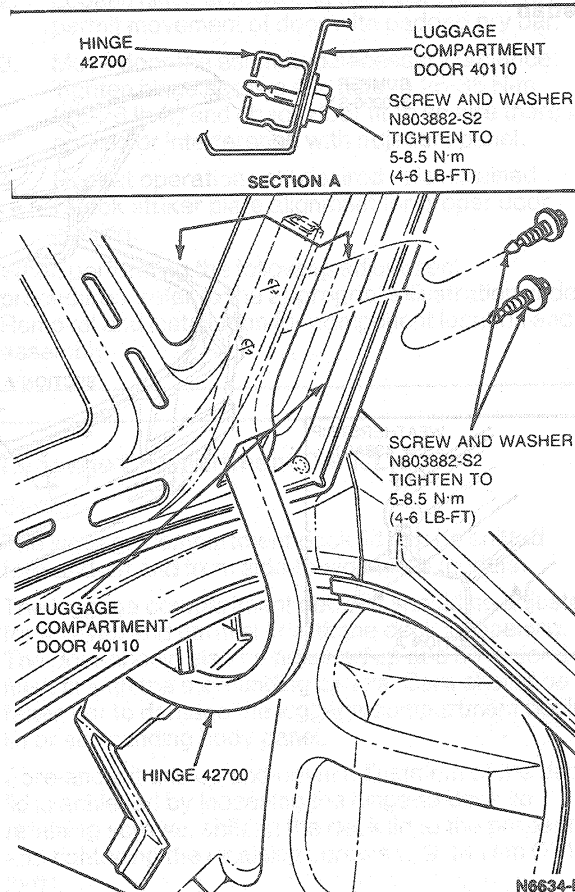 HINGE
42700
LUGGAGE
COMPARTMENT
DOOR 40110
SCREW AND WASHER
N803882-S2
TIGHTEN TO
5-8.5 N·m
(4-6 LB-FT)
SECTION A
SCREW AND WASHER
N803882-S2
TIGHTEN TO
5-8.5 N·m
(4-6 LB-FT)
LUGGAGE
COMPARTMENT
DOOR 40110
HINGE 42700